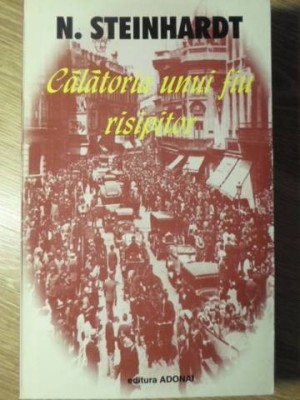 N. STEINHARDT
Călătoria unui fiu
risipitor
editura ADONAI